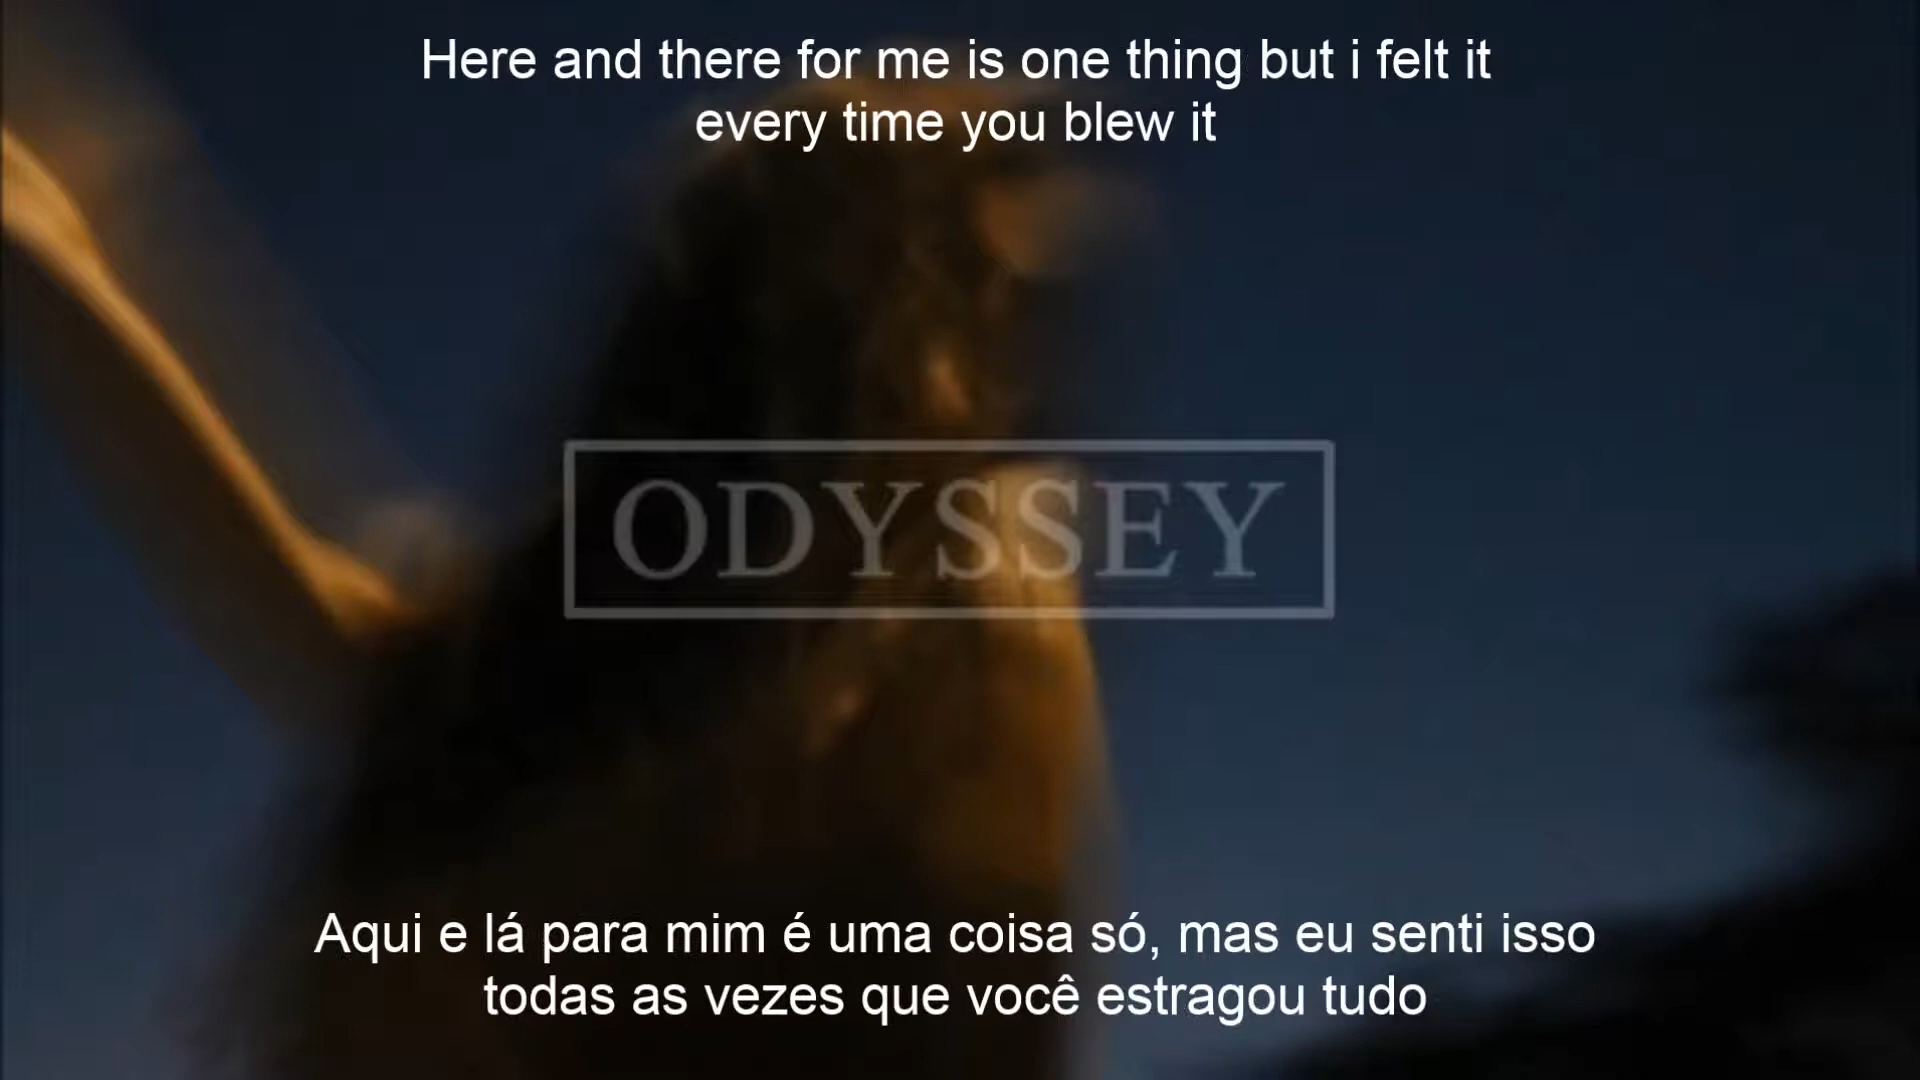 Here and there for me is one thing but i felt it
every time you blew it
ODYSSEY
Aqui e lá para mim é uma coisa só, mas eu senti isso
todas as vezes que você estragou tudo